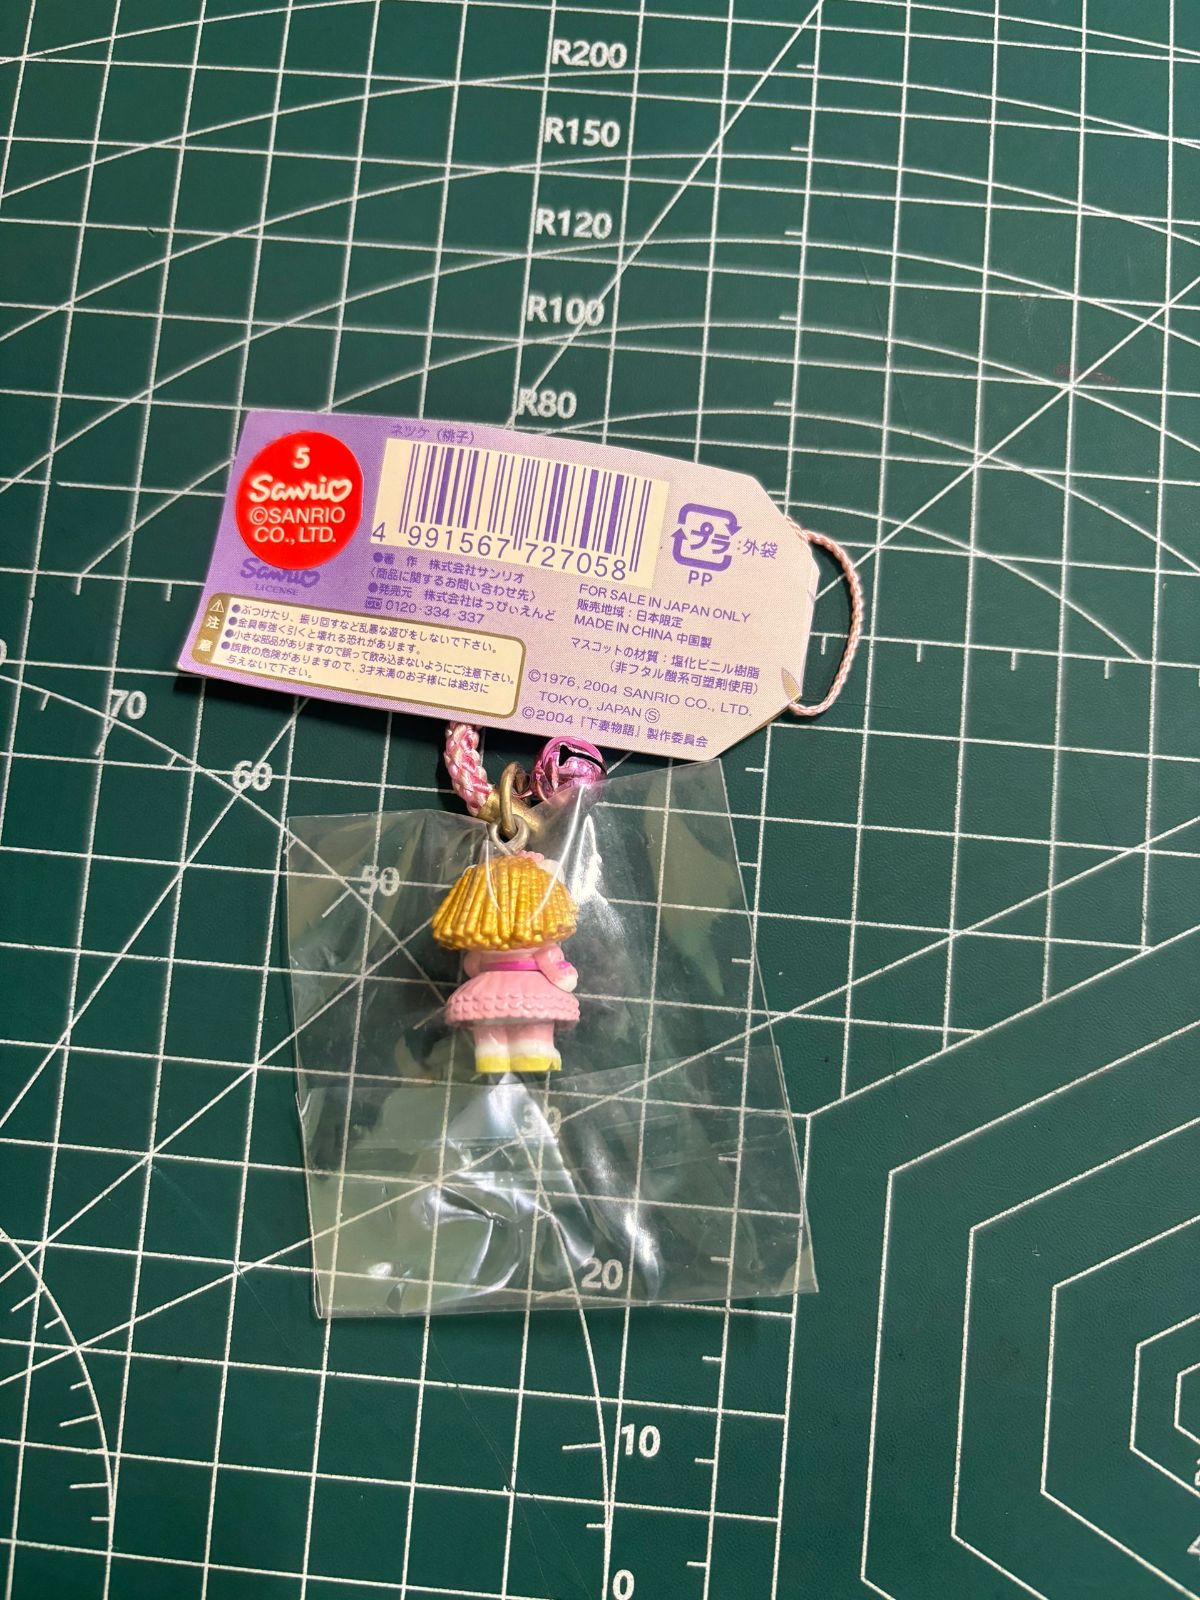 R200
R150
R120
R100
R80
ネツケ（桃子）
5
Sanrio
©SANRIO
CO., LTD.
Sanrio
LICENSE
4 991567 727058
●著　作　株式会社サンリオ
〈商品に関するお問い合わせ先〉
●発売元　株式会社はっぴぃえんど
0120-334-337
プラ
:外袋
PP
FOR SALE IN JAPAN ONLY
販売地域：日本限定
MADE IN CHINA 中国製
マスコットの材質：塩化ビニル樹脂
（非フタル酸系可塑剤使用）
©1976, 2004 SANRIO CO., LTD.
TOKYO, JAPAN Ⓢ
©2004『下妻物語』製作委員会
⚠注意
●ぶつけたり、振り回すなど乱暴な遊びをしないで下さい。
●金具等強く引くと壊れる恐れがあります。
●小さな部品がありますので誤って飲み込まないようにご注意下さい。
●誤飲の危険がありますので、3才未満のお子様には絶対に
与えないで下さい。
70
60
50
30
20
10
0